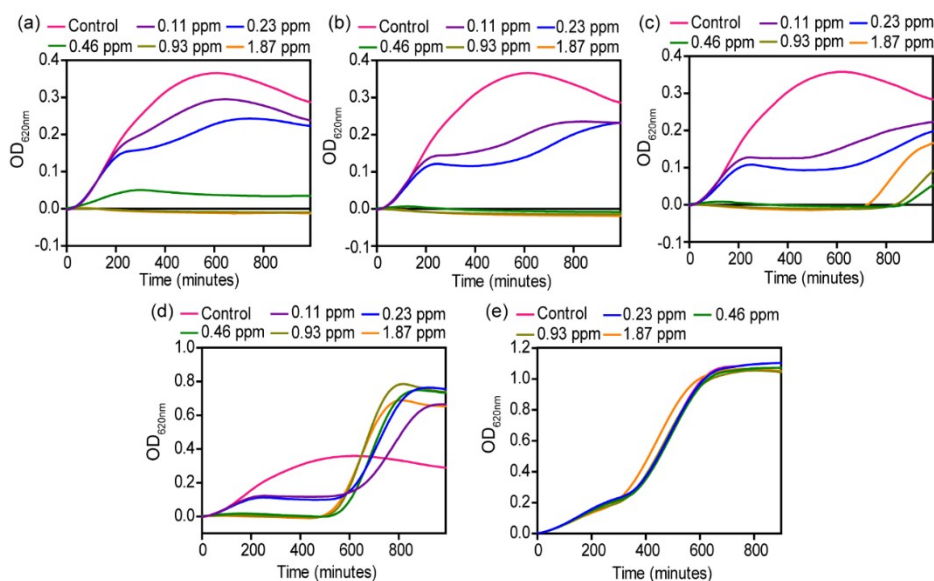 (a) Control 0.11 ppm 0.23 ppm
0.46 ppm 0.93 ppm 1.87 ppm
0.4
0.3
0.2
0.1
0.0
-0.1
OD620nm
0 200 400 600 800
Time (minutes)
(b) Control 0.11 ppm 0.23 ppm
0.46 ppm 0.93 ppm 1.87 ppm
0.4
0.3
0.2
0.1
0.0
-0.1
OD620nm
0 200 400 600 800
Time (minutes)
(c) Control 0.11 ppm 0.23 ppm
0.46 ppm 0.93 ppm 1.87 ppm
0.4
0.3
0.2
0.1
0.0
-0.1
OD620nm
0 200 400 600 800
Time (minutes)
(d) Control 0.11 ppm 0.23 ppm
0.46 ppm 0.93 ppm 1.87 ppm
1.0
0.8
0.6
0.4
0.2
0.0
OD620nm
0 200 400 600 800
Time (minutes)
(e) Control 0.23 ppm 0.46 ppm
0.93 ppm 1.87 ppm
1.2
1.0
0.8
0.6
0.4
0.2
0.0
OD620nm
0 200 400 600 800
Time (minutes)